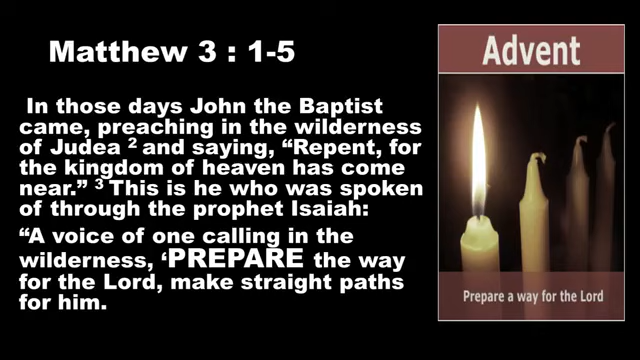 Matthew 3 : 1-5
In those days John the Baptist
came, preaching in the wilderness
of Judea ² and saying, “Repent, for
the kingdom of heaven has come
near.” ³ This is he who was spoken
of through the prophet Isaiah:
“A voice of one calling in the
wilderness, ‘PREPARE the way
for the Lord, make straight paths
for him.
Advent
Prepare a way for the Lord